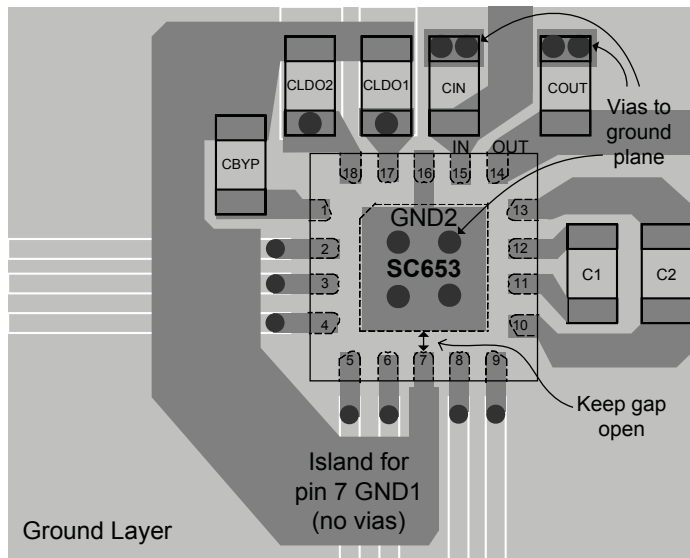 CLDO2
CLDO1
CIN
COUT
Vias to
ground
plane
CBYP
IN
OUT
18
17
16
15
14
1
GND2
13
2
12
SC653
3
11
C1
C2
4
10
5
6
7
8
9
Keep gap
open
Island for
pin 7 GND1
(no vias)
Ground Layer